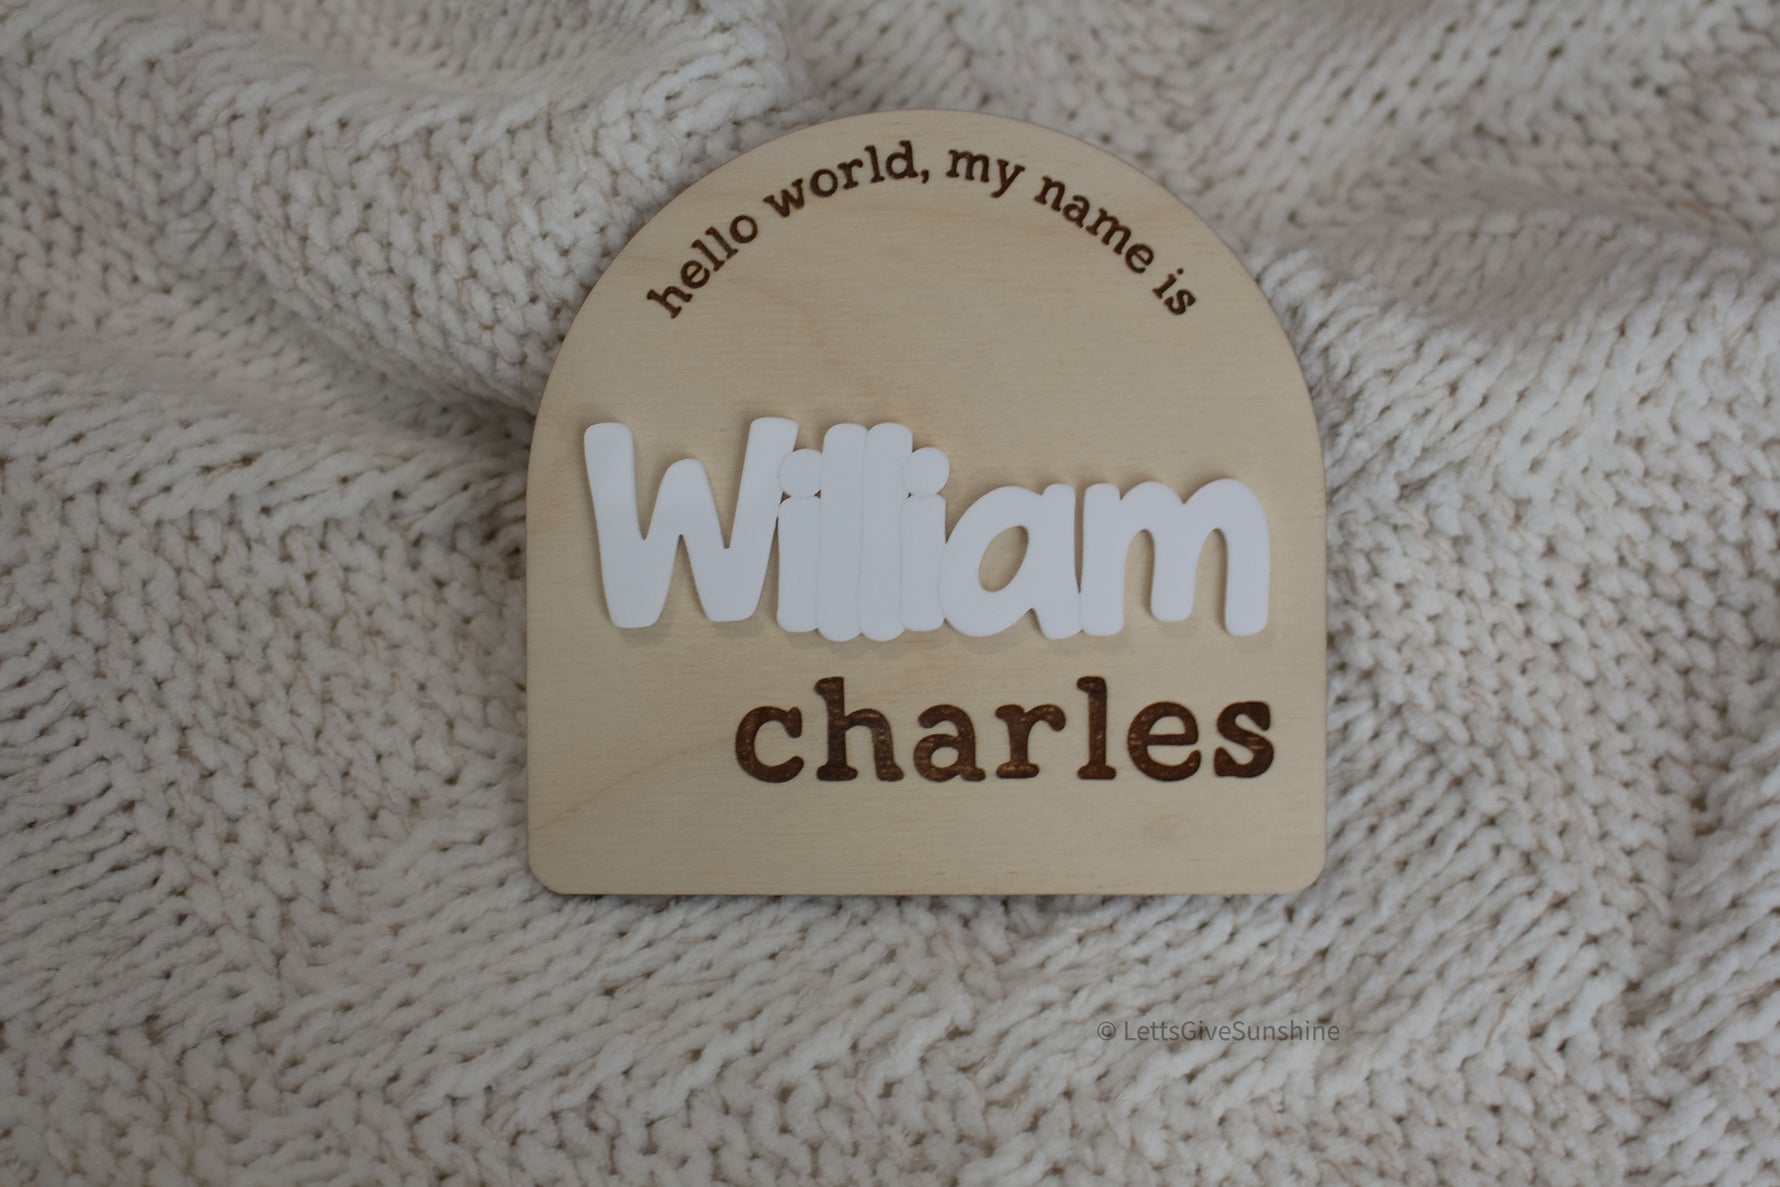 hello world, my name is
William
charles
© LettsGiveSunshine